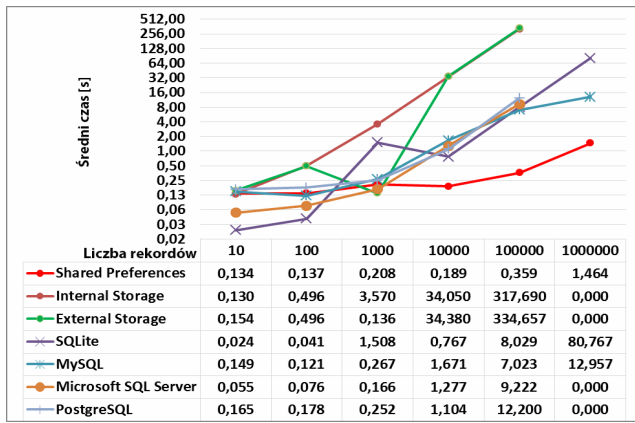 512,00
256,00
128,00
64,00
32,00
16,00
8,00
4,00
2,00
1,00
0,50
0,25
0,13
0,06
0,03
0,02
Średni czas [s]
Liczba rekordów 10 100 1000 10000 100000 1000000
Shared Preferences 0,134 0,137 0,208 0,189 0,359 1,464
Internal Storage 0,130 0,496 3,570 34,050 317,690 0,000
External Storage 0,154 0,496 0,136 34,380 334,657 0,000
SQLite 0,024 0,041 1,508 0,767 8,029 80,767
MySQL 0,149 0,121 0,267 1,671 7,023 12,957
Microsoft SQL Server 0,055 0,076 0,166 1,277 9,222 0,000
PostgreSQL 0,165 0,178 0,252 1,104 12,200 0,000